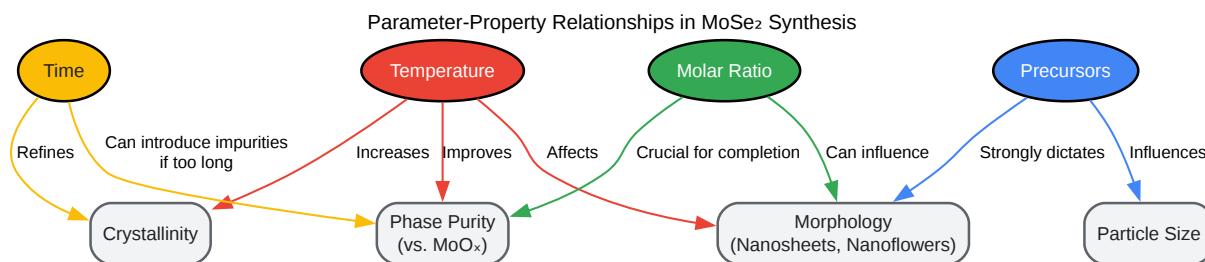 Parameter-Property Relationships in MoSe₂ Synthesis
Time
Temperature
Molar Ratio
Precursors
Refines
Can introduce impurities
if too long
Increases
Improves
Affects
Crucial for completion
Can influence
Strongly dictates
Influences
Crystallinity
Phase Purity
(vs. MoOₓ)
Morphology
(Nanosheets, Nanoflowers)
Particle Size